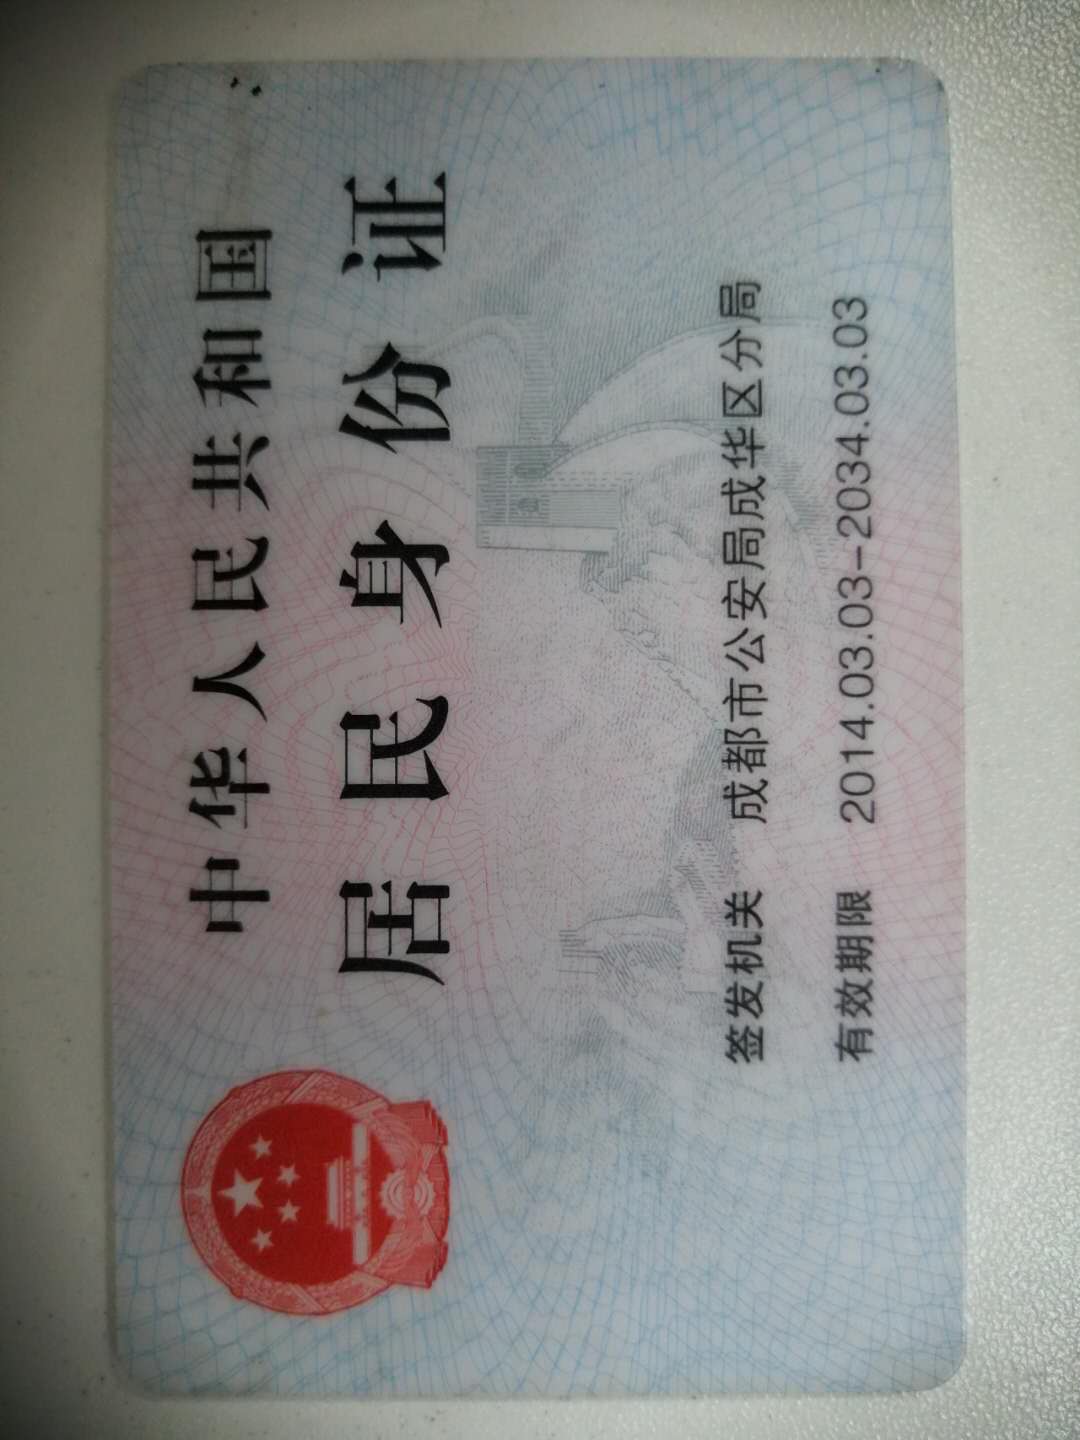 中华人民共和国
居民身份证
签发机关 成都市公安局成华区分局
有效期限 2014.03.03-2034.03.03